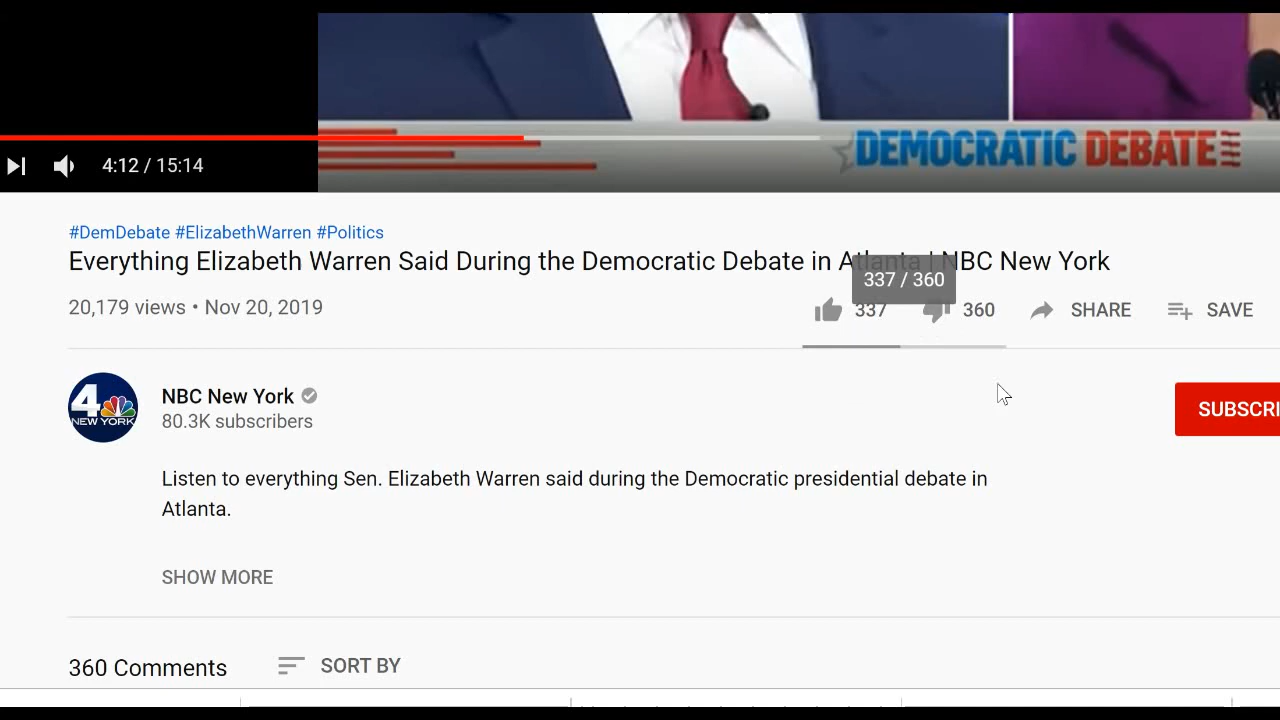 DEMOCRATIC DEBATE
4:12 / 15:14
#DemDebate #ElizabethWarren #Politics
Everything Elizabeth Warren Said During the Democratic Debate in Atlanta | NBC New York
337 / 360
20,179 views • Nov 20, 2019
337 360 SHARE SAVE
4 NEW YORK
NBC New York
80.3K subscribers
SUBSCRI
Listen to everything Sen. Elizabeth Warren said during the Democratic presidential debate in
Atlanta.
SHOW MORE
360 Comments SORT BY